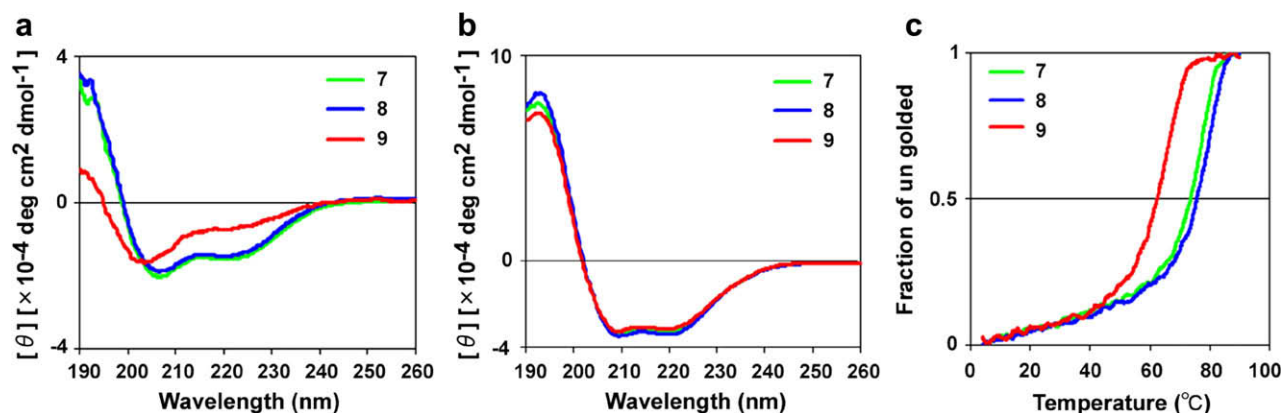 a
[θ] [×10-4 deg cm2 dmol-1]
4
0
-4
7
8
9
190 200 210 220 230 240 250 260
Wavelength (nm)
b
[θ] [×10-4 deg cm2 dmol-1]
10
0
-4
7
8
9
190 200 210 220 230 240 250 260
Wavelength (nm)
c
Fraction of un golded
1
0.5
0
7
8
9
0 20 40 60 80 100
Temperature (℃)